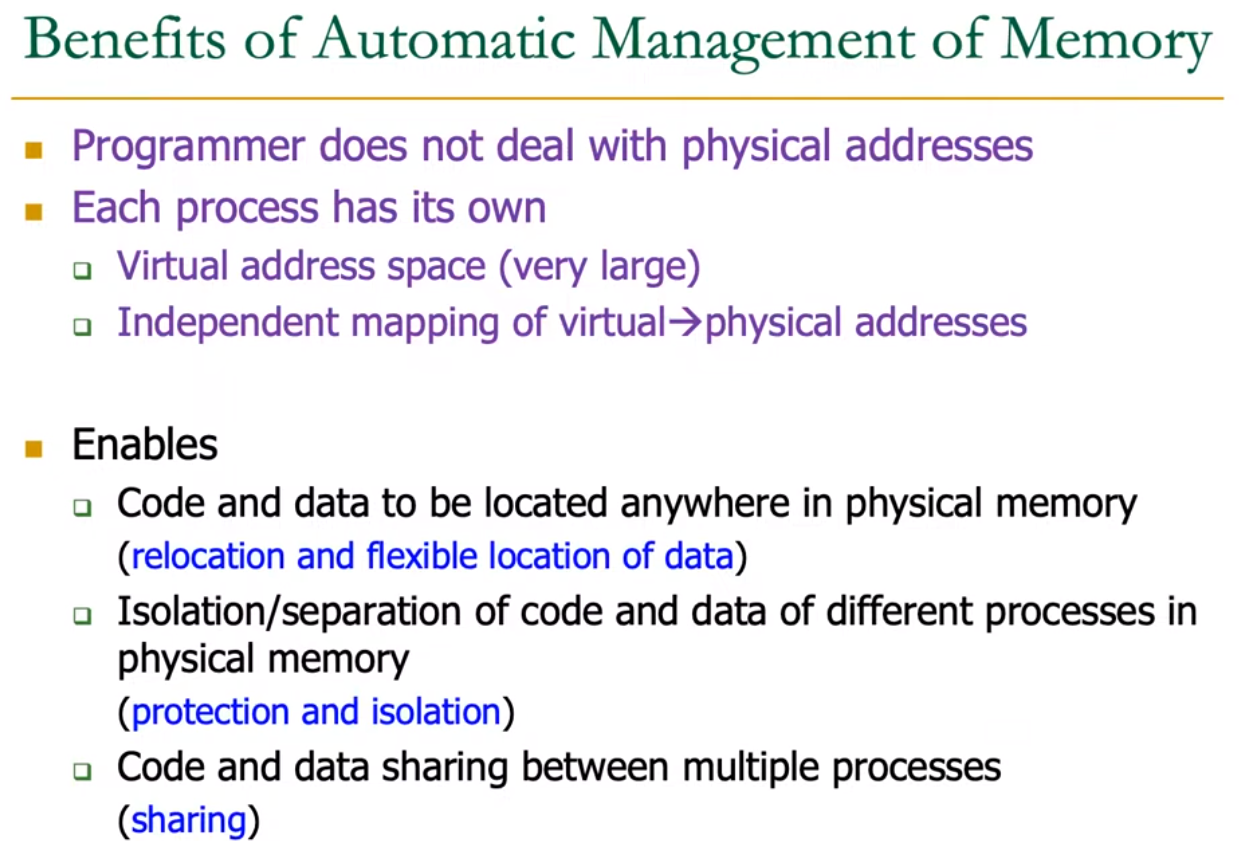 Benefits of Automatic Management of Memory
Programmer does not deal with physical addresses
Each process has its own
Virtual address space (very large)
Independent mapping of virtual→physical addresses
Enables
Code and data to be located anywhere in physical memory
(relocation and flexible location of data)
Isolation/separation of code and data of different processes in
physical memory
(protection and isolation)
Code and data sharing between multiple processes
(sharing)